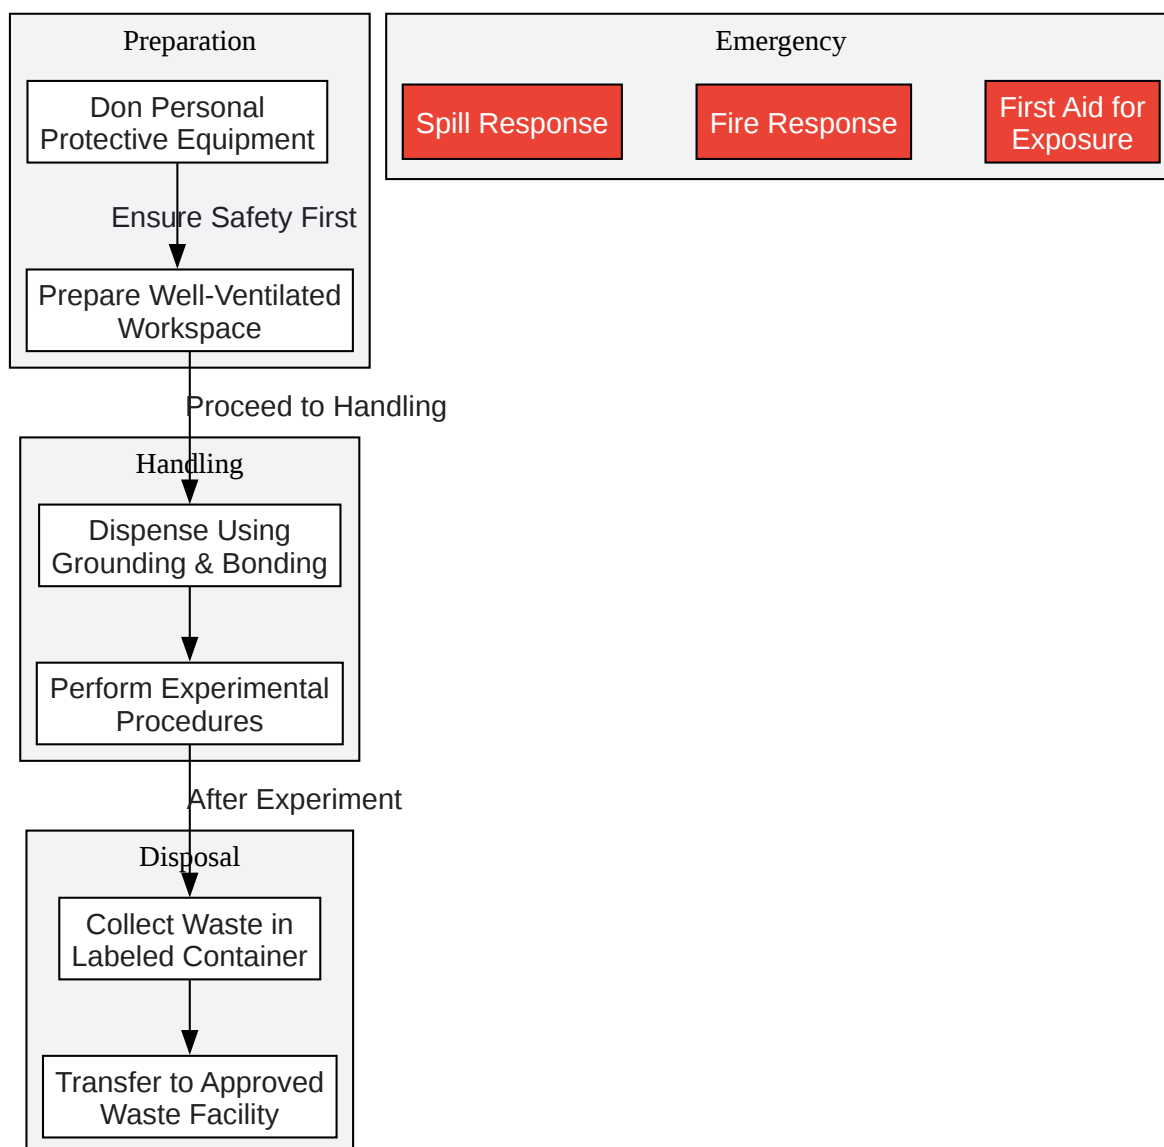 Preparation
Don Personal
Protective Equipment
Ensure Safety First
Prepare Well-Ventilated
Workspace
Proceed to Handling
Handling
Dispense Using
Grounding & Bonding
Perform Experimental
Procedures
After Experiment
Disposal
Collect Waste in
Labeled Container
Transfer to Approved
Waste Facility
Emergency
Spill Response
Fire Response
First Aid for
Exposure